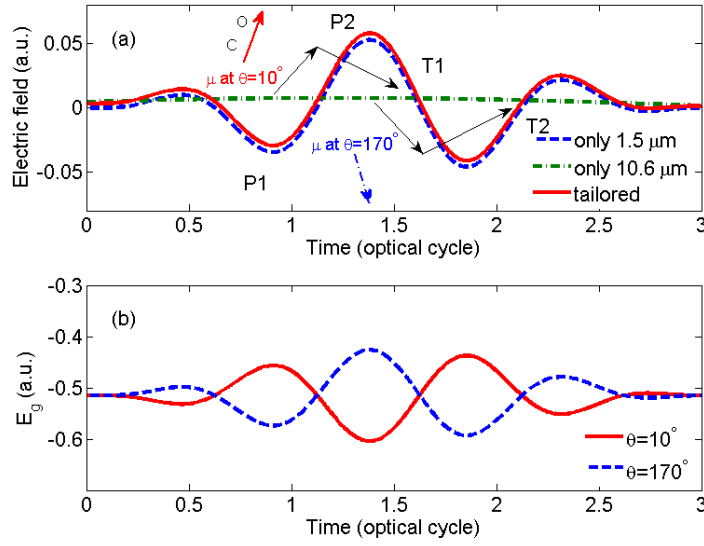 (a)
O
C
P2
μ at θ=10°
T1
μ at θ=170°
T2
P1
Electric field (a.u.)
0.05
0
-0.05
only 1.5 μm
only 10.6 μm
tailored
0 0.5 1 1.5 2 2.5 3
Time (optical cycle)
(b)
E_g (a.u.)
-0.3
-0.4
-0.5
-0.6
θ=10°
θ=170°
0 0.5 1 1.5 2 2.5 3
Time (optical cycle)